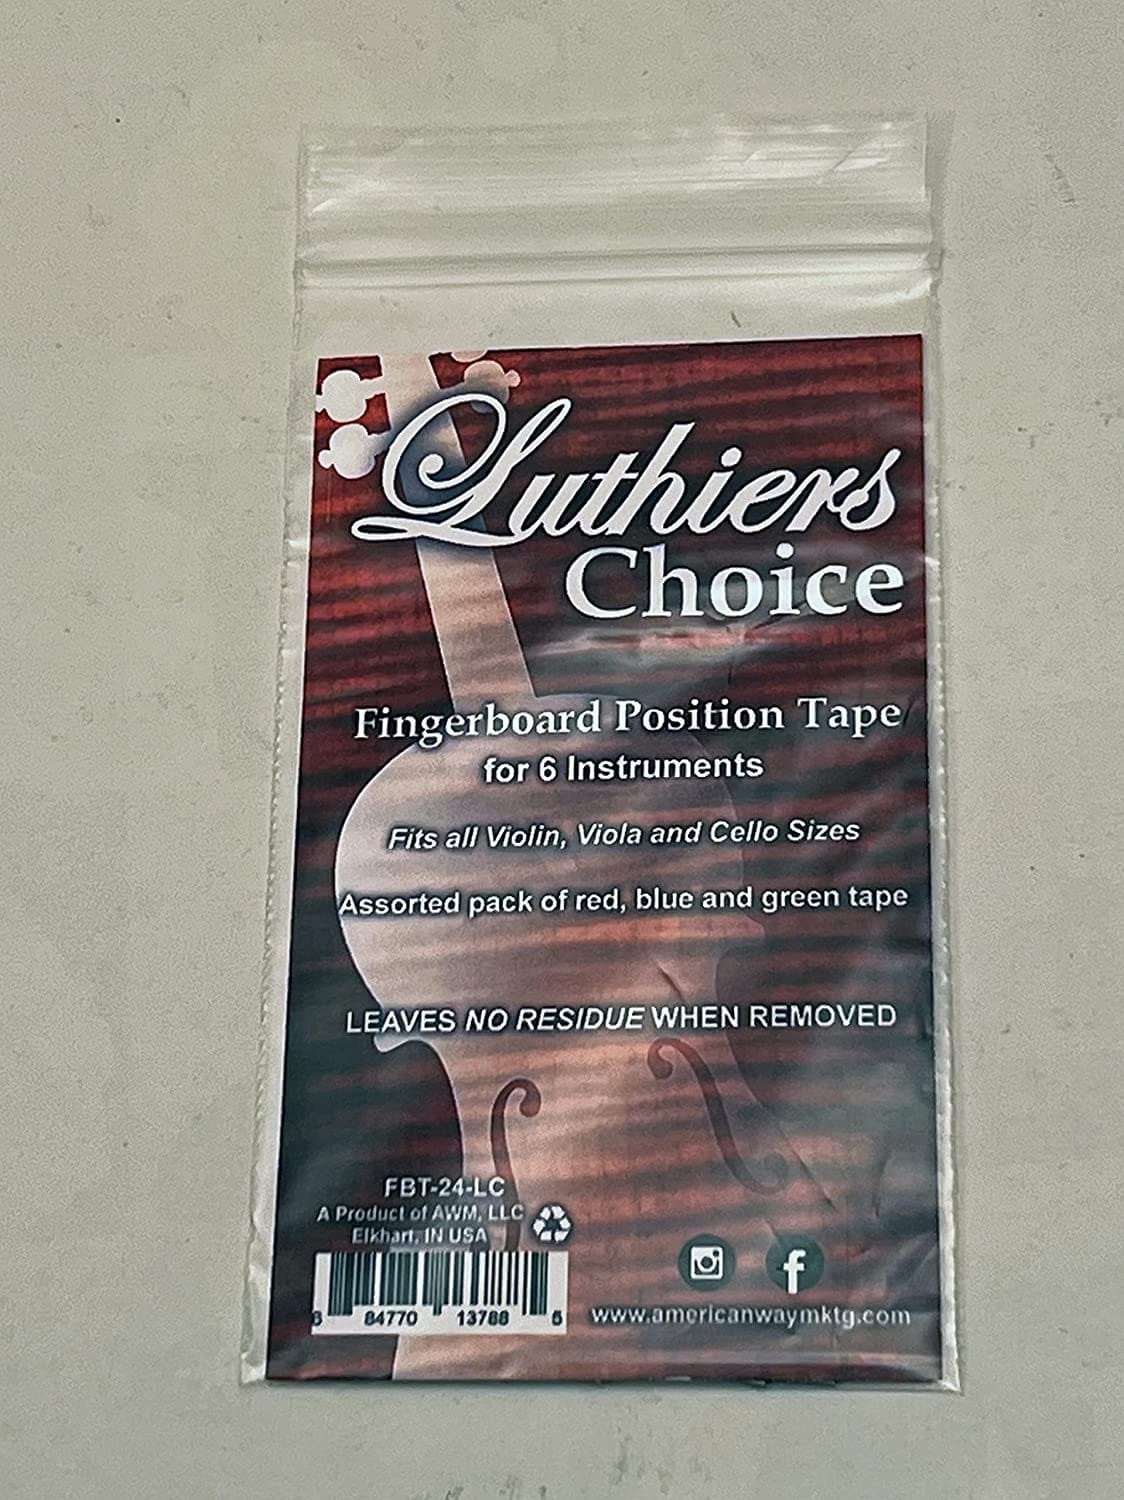 Luthiers
Choice
Fingerboard Position Tape
for 6 Instruments
Fits all Violin, Viola and Cello Sizes
Assorted pack of red, blue and green tape
LEAVES NO RESIDUE WHEN REMOVED
FBT-24-LC
A Product of AWM, LLC
Elkhart, IN USA
8 84770 13788 5
www.americanwaymktg.com